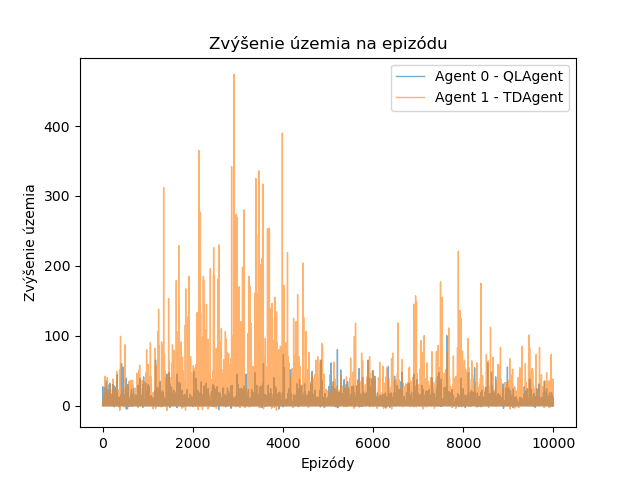 Zvýšenie územia na epizódu
Agent 0 - QLAgent
Agent 1 - TDAgent
Zvýšenie územia
400
300
200
100
0
0 2000 4000 6000 8000 10000
Epizódy